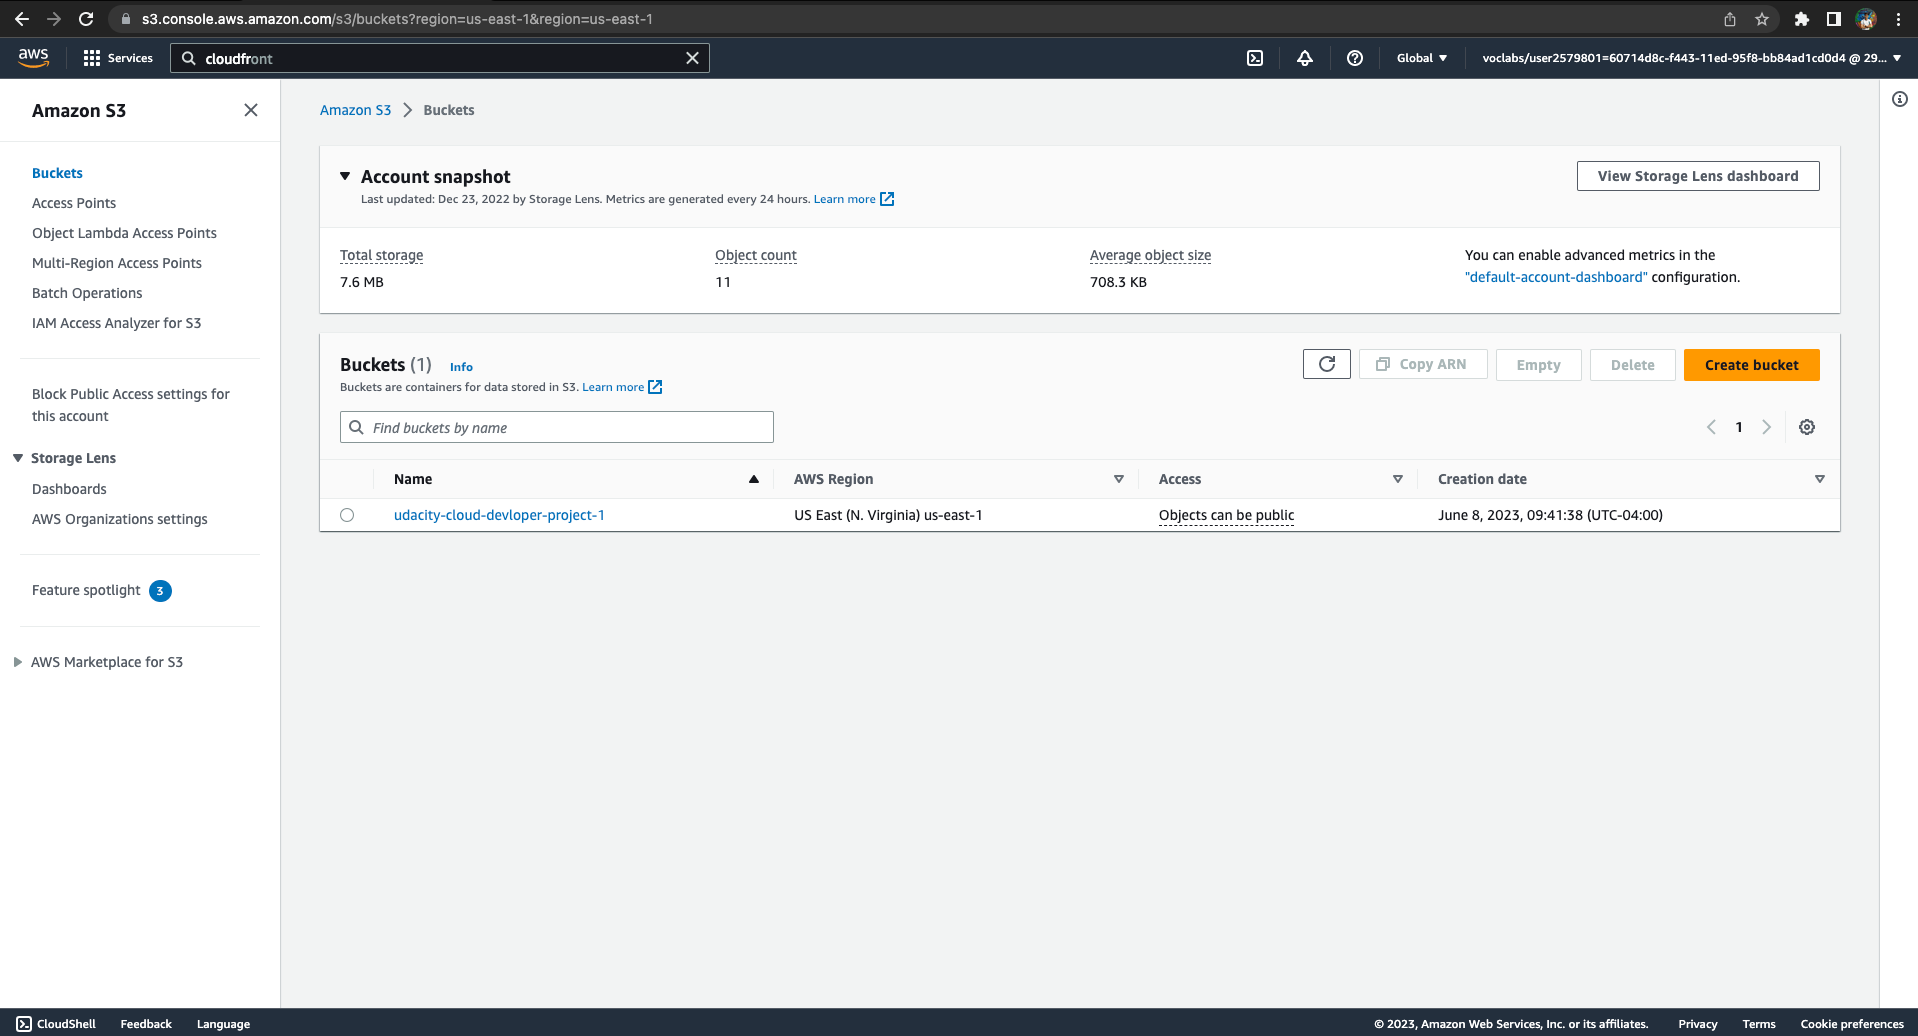 s3.console.aws.amazon.com/s3/buckets?region=us-east-1&region=us-east-1
aws
Services
cloudfront
Global
voclabs/user2579801=60714d8c-f443-11ed-95f8-bb84ad1cd0d4 @ 29...
Amazon S3
Buckets
Access Points
Object Lambda Access Points
Multi-Region Access Points
Batch Operations
IAM Access Analyzer for S3
Block Public Access settings for
this account
Storage Lens
Dashboards
AWS Organizations settings
Feature spotlight 3
AWS Marketplace for S3
Amazon S3 > Buckets
Account snapshot
Last updated: Dec 23, 2022 by Storage Lens. Metrics are generated every 24 hours. Learn more
View Storage Lens dashboard
Total storage
7.6 MB
Object count
11
Average object size
708.3 KB
You can enable advanced metrics in the
"default-account-dashboard" configuration.
Buckets (1) Info
Buckets are containers for data stored in S3. Learn more
Copy ARN
Empty
Delete
Create bucket
Find buckets by name
1
Name AWS Region Access Creation date
udacity-cloud-devloper-project-1 US East (N. Virginia) us-east-1 Objects can be public June 8, 2023, 09:41:38 (UTC-04:00)
CloudShell Feedback Language
© 2023, Amazon Web Services, Inc. or its affiliates. Privacy Terms Cookie preferences